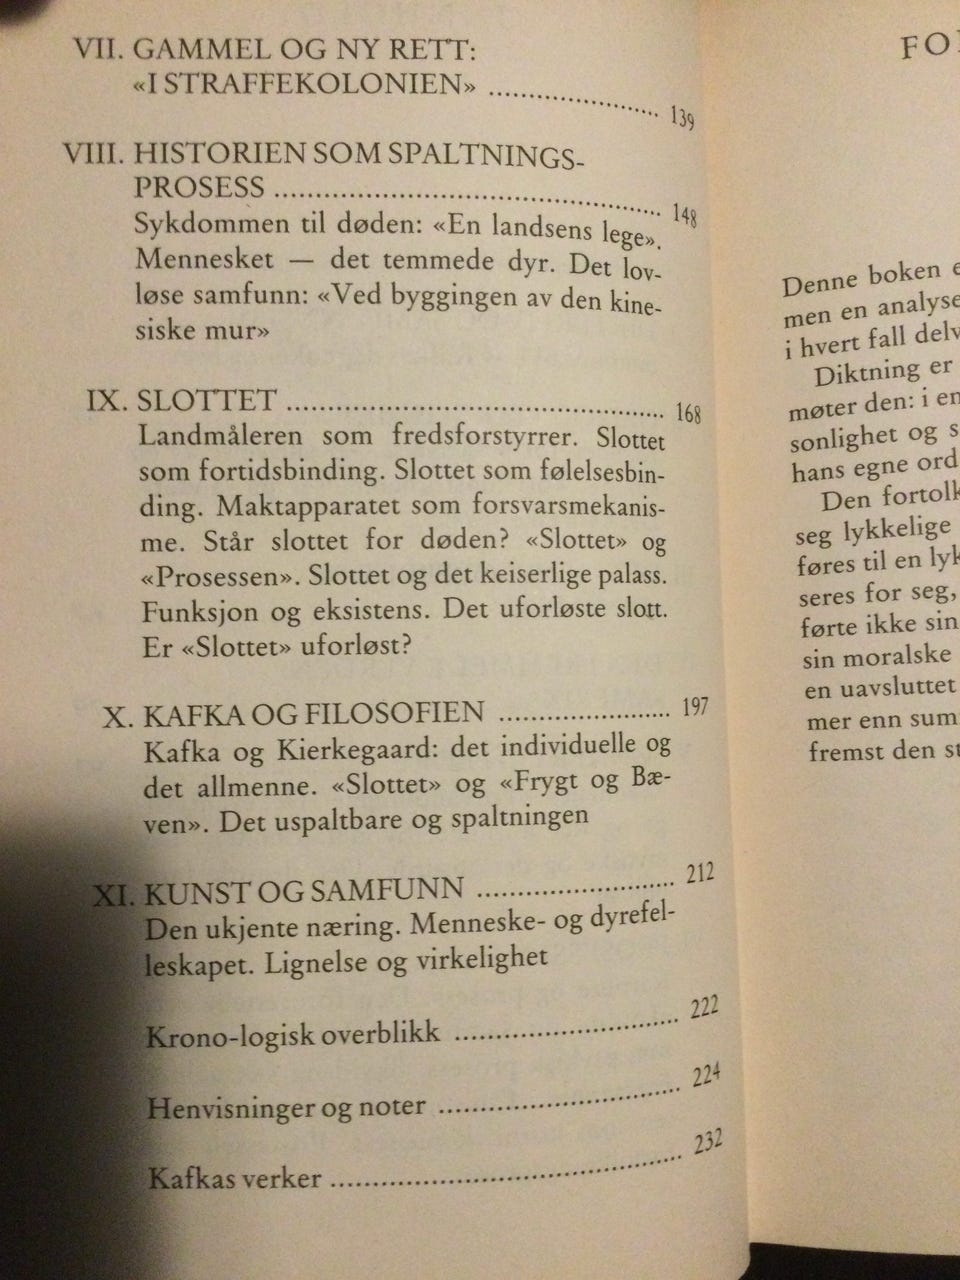 VII. GAMMEL OG NY RETT:
«I STRAFFEKOLONIEN» ........................ 139
VIII. HISTORIEN SOM SPALTNINGS-
PROSESS ................................................ 148
Sykdommen til døden: «En landsens lege».
Mennesket — det temmede dyr. Det lov-
løse samfunn: «Ved byggingen av den kine-
siske mur»
IX. SLOTTET ............................................... 168
Landmåleren som fredsforstyrrer. Slottet
som fortidsbinding. Slottet som følelsesbin-
ding. Maktapparatet som forsvarsmekanis-
me. Står slottet for døden? «Slottet» og
«Prosessen». Slottet og det keiserlige palass.
Funksjon og eksistens. Det uforløste slott.
Er «Slottet» uforløst?
X. KAFKA OG FILOSOFIEN ...................... 197
Kafka og Kierkegaard: det individuelle og
det allmenne. «Slottet» og «Frygt og Bæ-
ven». Det uspaltbare og spaltningen
XI. KUNST OG SAMFUNN ......................... 212
Den ukjente næring. Menneske- og dyrefel-
leskapet. Lignelse og virkelighet
Krono-logisk overblikk ............................ 222
Henvisninger og noter .............................. 224
Kafkas verker ............................................ 232
Denne boken
men en analyse
i hvert fall
Diktning er
møter den: i
sonlighet og
hans egne ord
Den
seg lykkelige
føres til en
seres for seg,
førte ikke sin
sin moralske
en uavsluttet
mer enn
fremst den